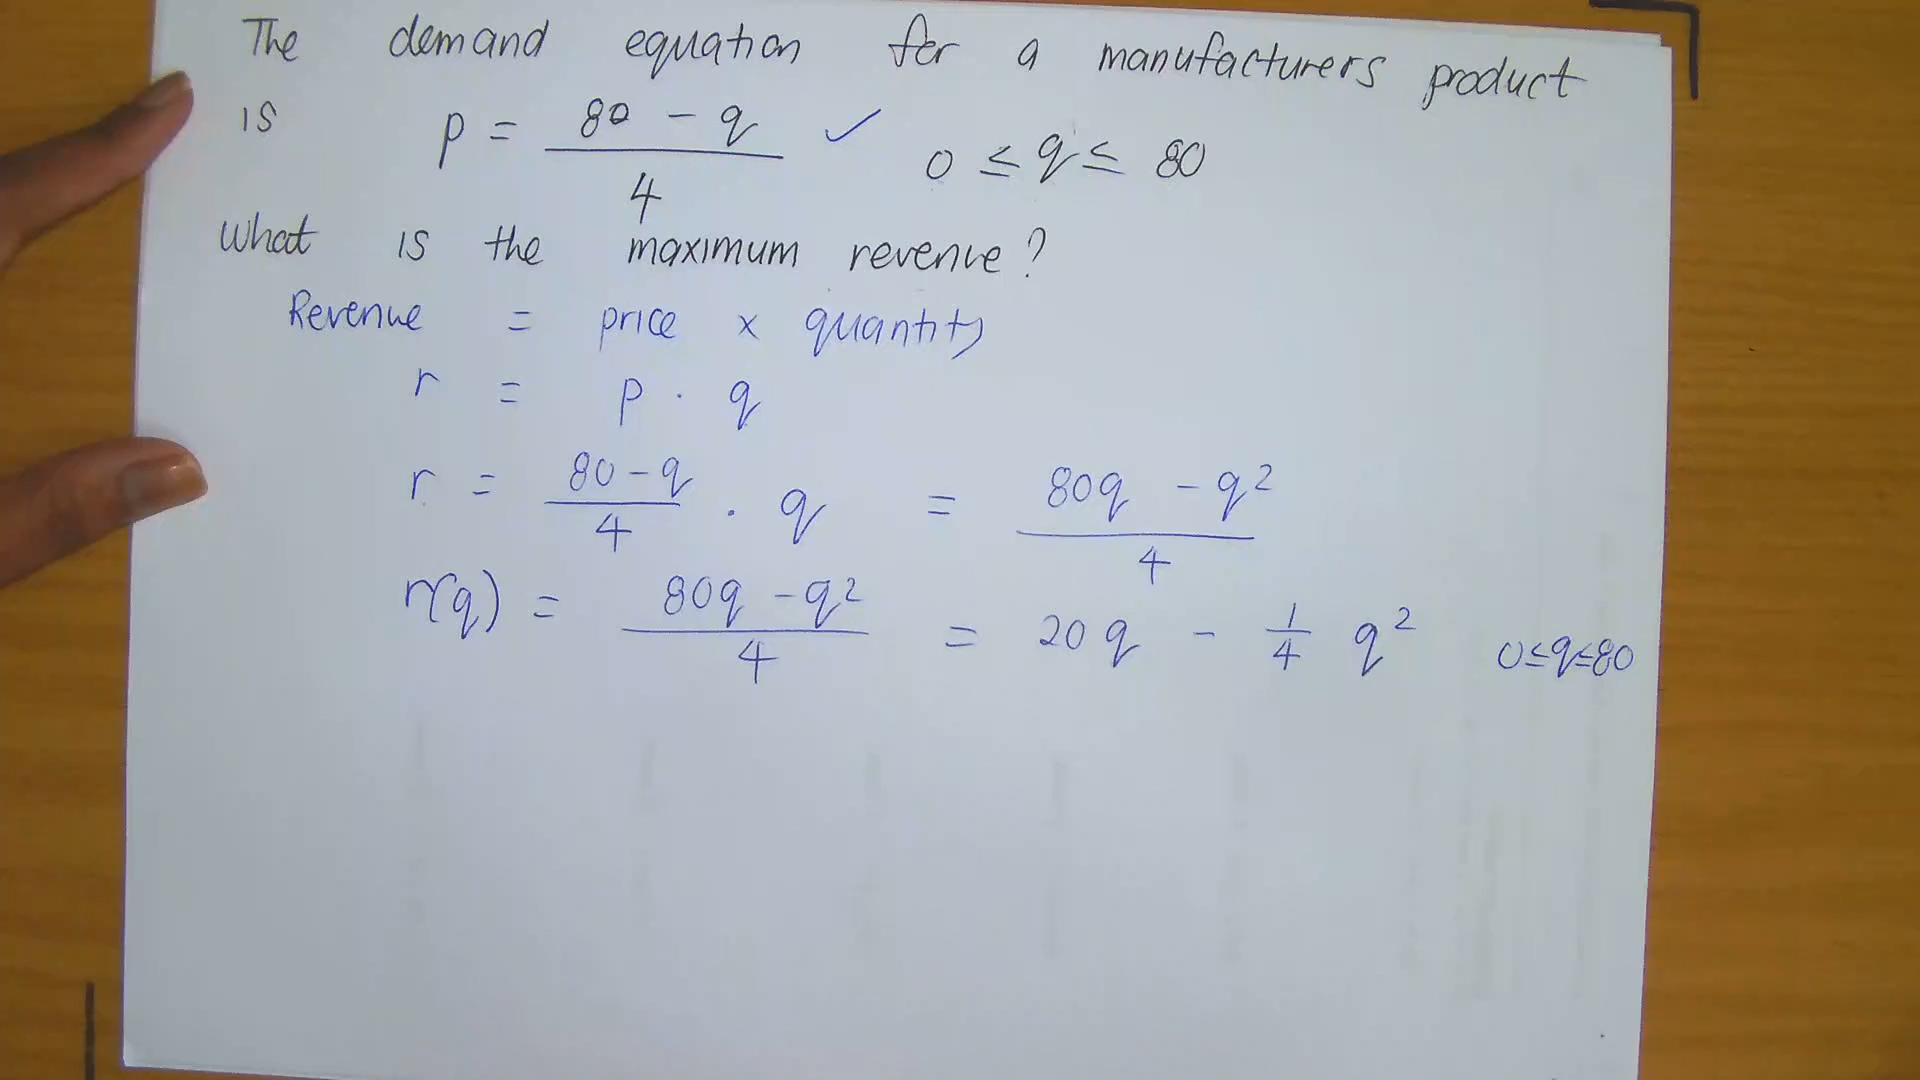 The demand equation for a manufacturers product
is p = (80 - q)/4 ✓ 0 ≤ q ≤ 80
What is the maximum revenue?
Revenue = price x quantity
r = p · q
r = (80 - q)/4 · q = (80q - q²)/4
r(q) = (80q - q²)/4 = 20q - 1/4 q² 0≤q≤80